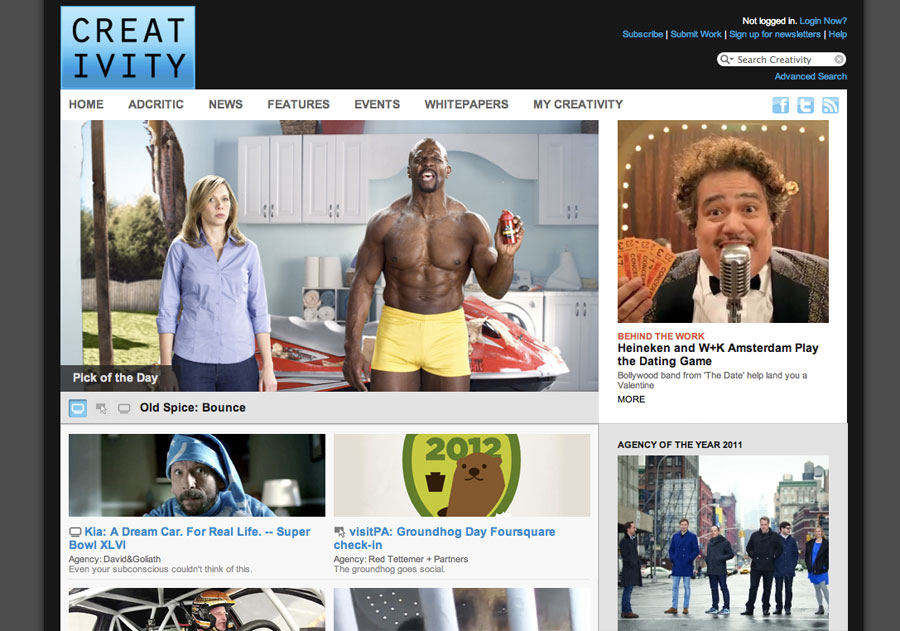 CREAT
IVITY
Not logged in. Login Now?
Subscribe | Submit Work | Sign up for newsletters | Help
Search Creativity
Advanced Search
HOME ADCRITIC NEWS FEATURES EVENTS WHITEPAPERS MY CREATIVITY
Pick of the Day
Old Spice: Bounce
BEHIND THE WORK
Heineken and W+K Amsterdam Play
the Dating Game
Bollywood band from 'The Date' help land you a
Valentine
MORE
2012
Kia: A Dream Car. For Real Life. -- Super
Bowl XLVI
Agency: David&Goliath
Even your subconscious couldn't think of this.
visitPA: Groundhog Day Foursquare
check-in
Agency: Red Tettemer + Partners
The groundhog goes social.
AGENCY OF THE YEAR 2011